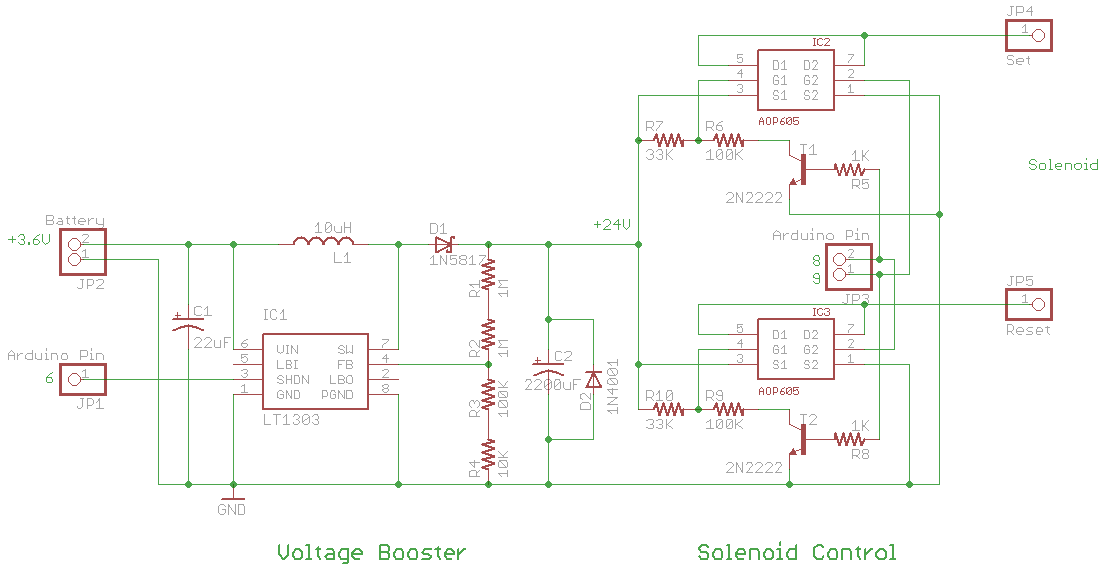 JP4
1
Set
IC2
5 D1 D2 7
4 G1 G2 2
3 S1 S2 1
AOP605
R7 R6
33K 100K
T1
2N2222
1K
R5
Solenoid
Battery
+3.6V
2
1
JP2
10uH
L1
D1
1N5817
+24V
Arduino Pin
8 2
9 1
JP3
JP5
1
Reset
R1 1M
R2 1M
R3 100K
R4 10K
C1
22uF
IC1
6 VIN SW 7
5 LBI FB 4
3 SHDN LBO 2
1 GND PGND 8
LT1303
Arduino Pin
6
1
JP1
GND
C2
2200uF
D2
1N4001
IC3
5 D1 D2 7
4 G1 G2 2
3 S1 S2 1
AOP605
R10 R9
33K 100K
T2
2N2222
1K
R8
Voltage Booster
Solenoid Control